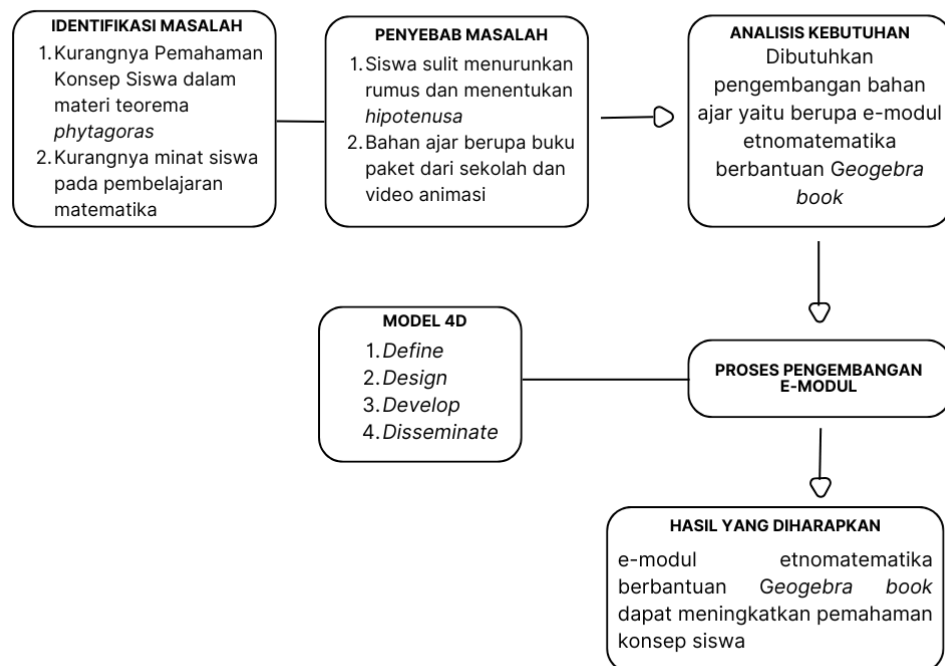 IDENTIFIKASI MASALAH
1. Kurangnya Pemahaman
Konsep Siswa dalam
materi teorema
phytagoras
2. Kurangnya minat siswa
pada pembelajaran
matematika
PENYEBAB MASALAH
1. Siswa sulit menurunkan
rumus dan menentukan
hipotenusa
2. Bahan ajar berupa buku
paket dari sekolah dan
video animasi
ANALISIS KEBUTUHAN
Dibutuhkan
pengembangan bahan
ajar yaitu berupa e-modul
etnomatematika
berbantuan Geogebra
book
MODEL 4D
1. Define
2. Design
3. Develop
4. Disseminate
PROSES PENGEMBANGAN
E-MODUL
HASIL YANG DIHARAPKAN
e-modul etnomatematika
berbantuan Geogebra book
dapat meningkatkan pemahaman
konsep siswa